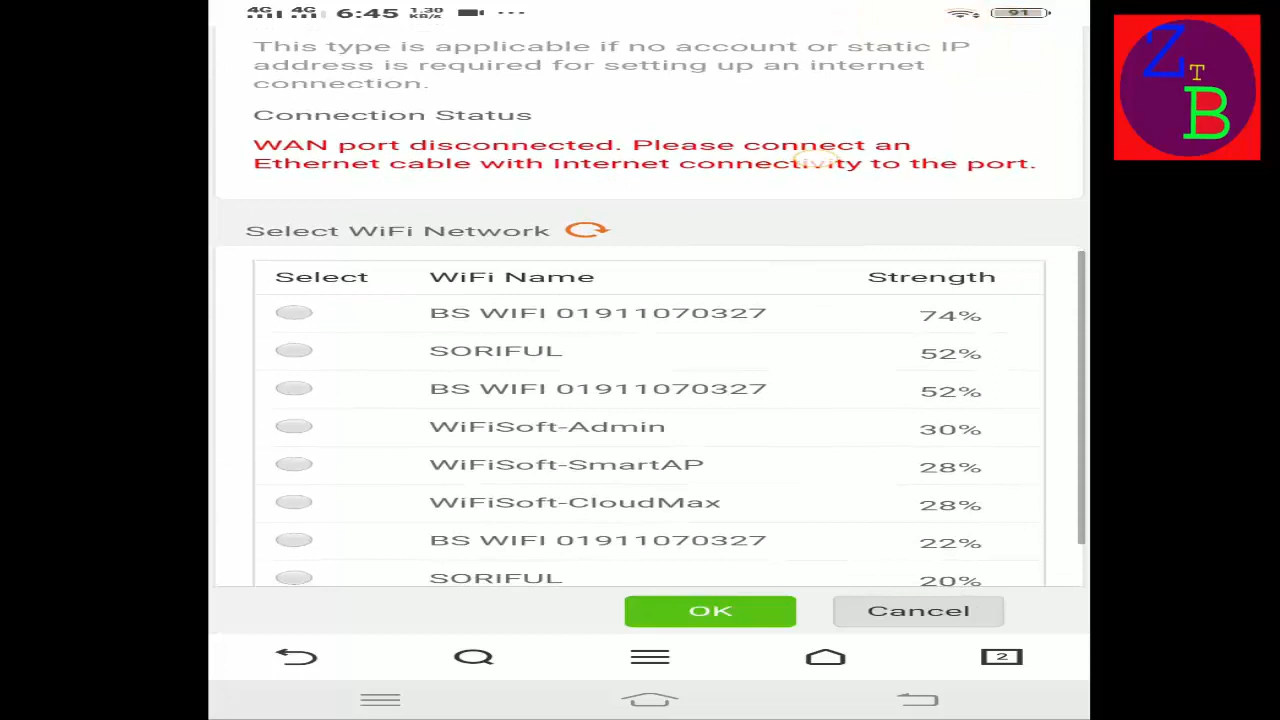 4G 4G 6:45 1.30 KB/s ... 91
This type is applicable if no account or static IP
address is required for setting up an internet
connection.
Connection Status
WAN port disconnected. Please connect an
Ethernet cable with Internet connectivity to the port.
Select WiFi Network
Select WiFi Name Strength
BS WIFI 01911070327 74%
SORIFUL 52%
BS WIFI 01911070327 52%
WiFiSoft-Admin 30%
WiFiSoft-SmartAP 28%
WiFiSoft-CloudMax 28%
BS WIFI 01911070327 22%
SORIFUL 20%
OK Cancel
2
Z T B